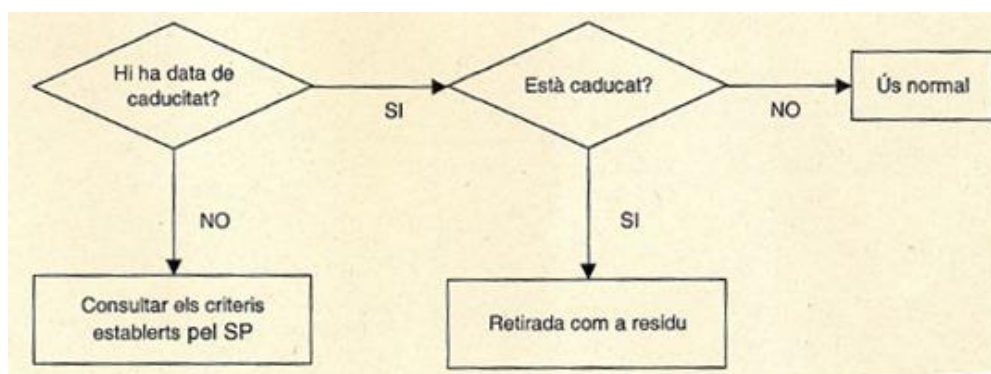 Hi ha data de
caducitat?
SI
Està caducat?
NO
Ús normal
NO
Consultar els criteris
establerts pel SP
SI
Retirada com a residu